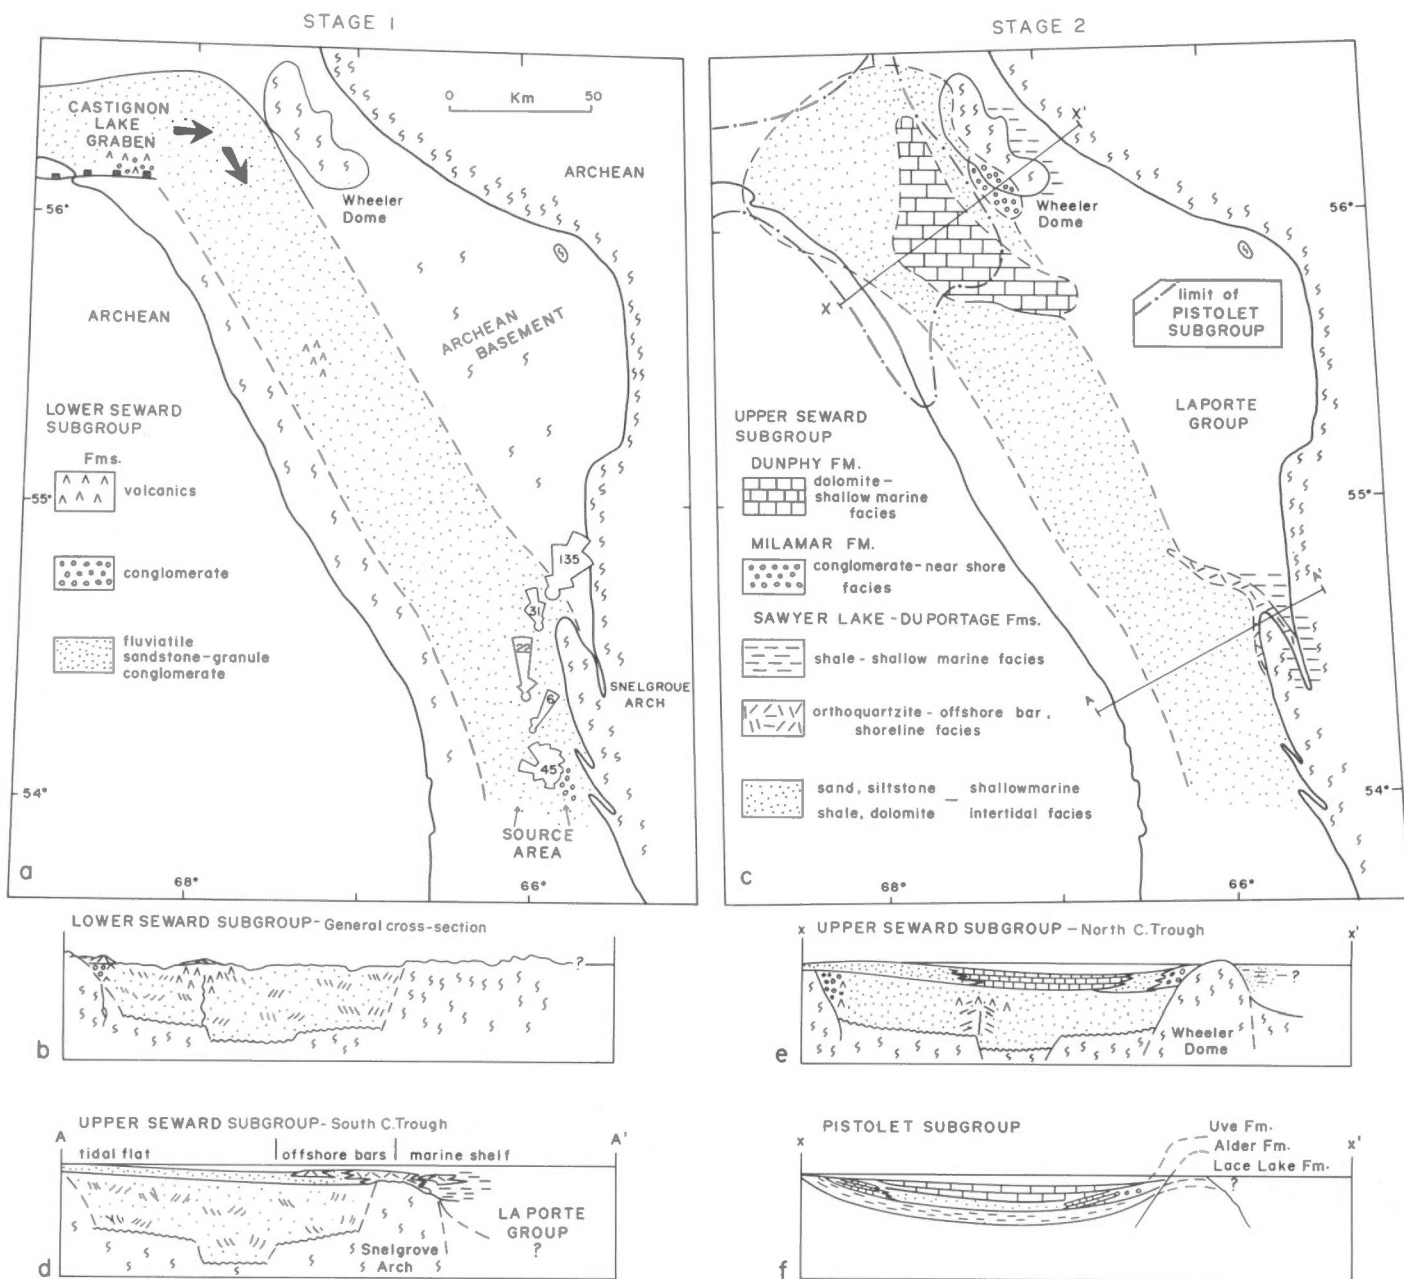 STAGE 1
CASTIGNON
LAKE
GRABEN
0 Km 50
ARCHEAN
Wheeler
Dome
56°
ARCHEAN
ARCHEAN
BASEMENT
LOWER SEWARD
SUBGROUP
Fms.
volcanics
55°
conglomerate
fluviatile
sandstone-granule
conglomerate
135
31
22
6
45
SNELGROUE
ARCH
54°
SOURCE
AREA
a
68°
66°
STAGE 2
X'
Wheeler
Dome
56°
X
limit of
PISTOLET
SUBGROUP
LAPORTE
GROUP
UPPER SEWARD
SUBGROUP
DUNPHY FM.
dolomite-
shallow marine
facies
55°
MILAMAR FM.
conglomerate-near shore
facies
SAWYER LAKE-DUPORTAGE Fms.
shale-shallow marine facies
A'
A
orthoquartzite-offshore bar,
shoreline facies
sand, siltstone — shallowmarine
shale, dolomite intertidal facies
54°
c
68°
66°
LOWER SEWARD SUBGROUP-General cross-section
?
b
x UPPER SEWARD SUBGROUP-North C.Trough x'
?
Wheeler
Dome
e
UPPER SEWARD SUBGROUP-South C.Trough
A A'
tidal flat offshore bars marine shelf
LA PORTE
GROUP
?
Snelgrove
Arch
d
PISTOLET SUBGROUP
x x'
Uve Fm.
Alder Fm.
Lace Lake Fm.
?
f